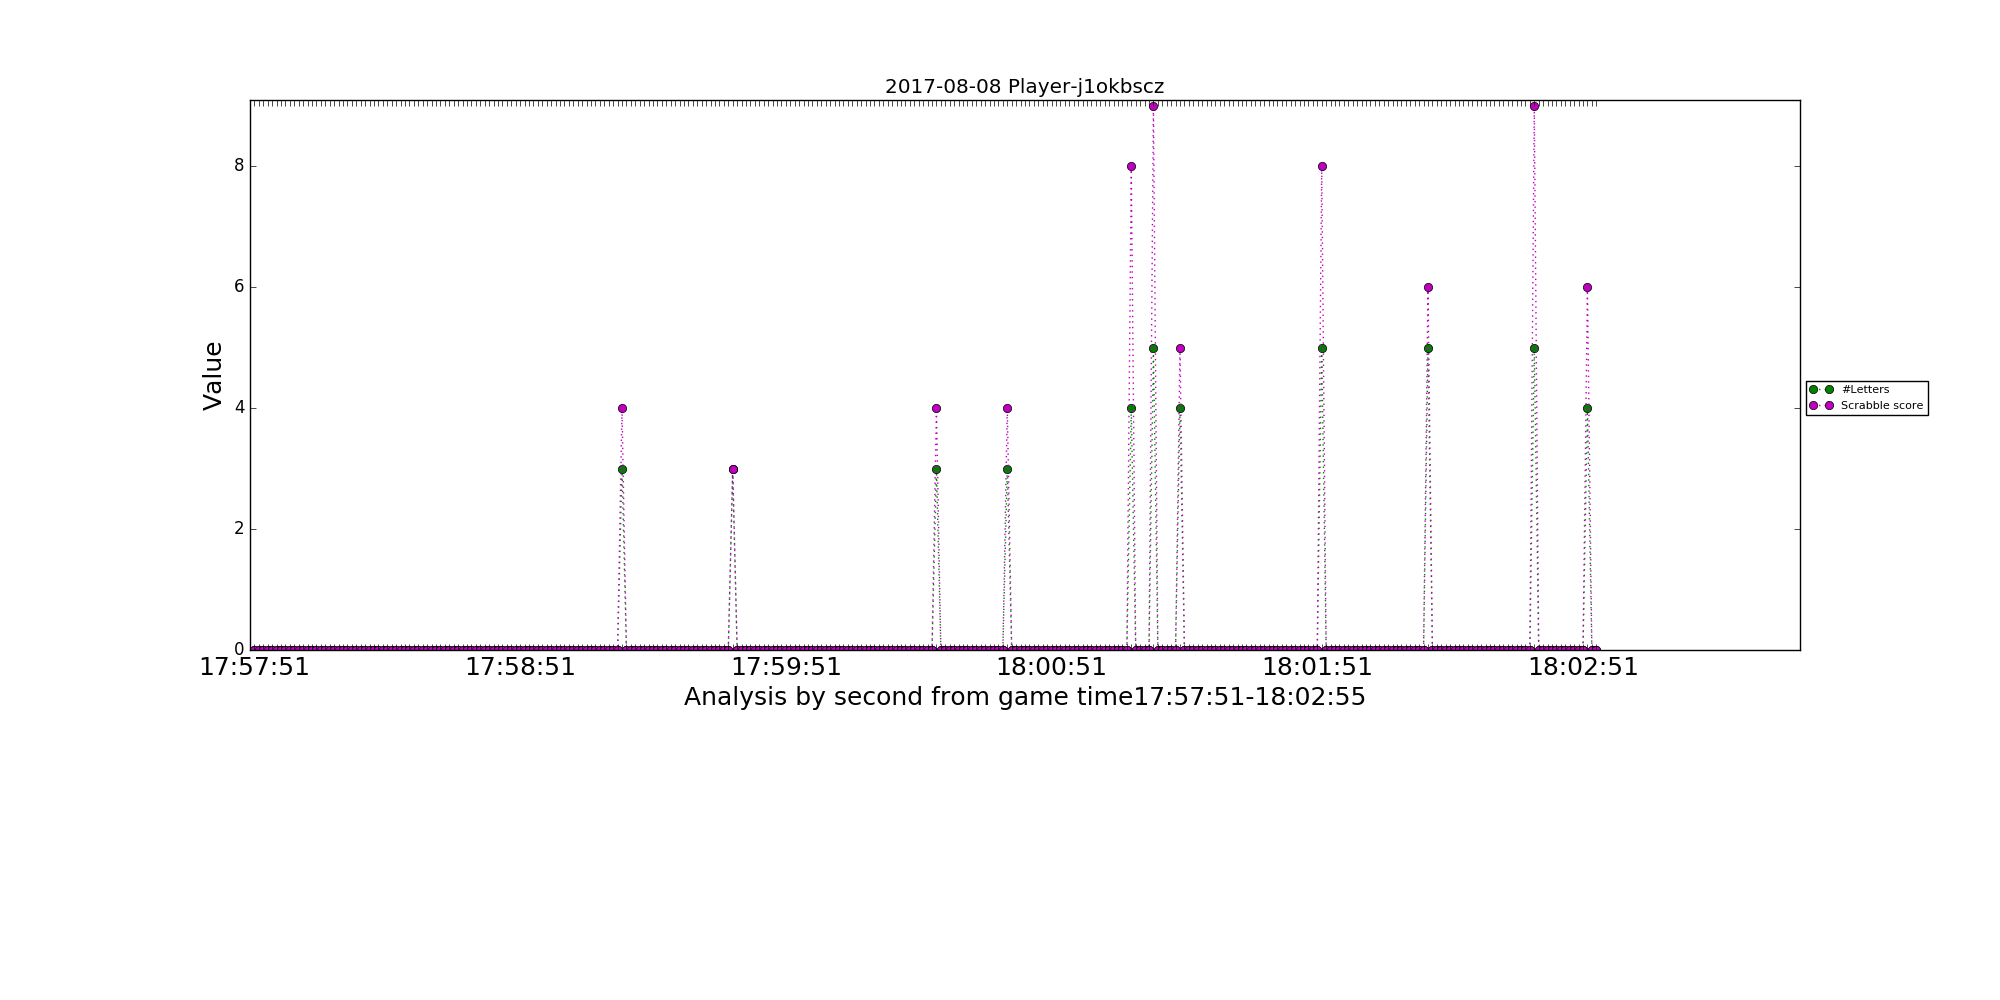 2017-08-08 Player-j1okbscz
8
6
4
2
0
Value
17:57:51 17:58:51 17:59:51 18:00:51 18:01:51 18:02:51
Analysis by second from game time17:57:51-18:02:55
#Letters
Scrabble score